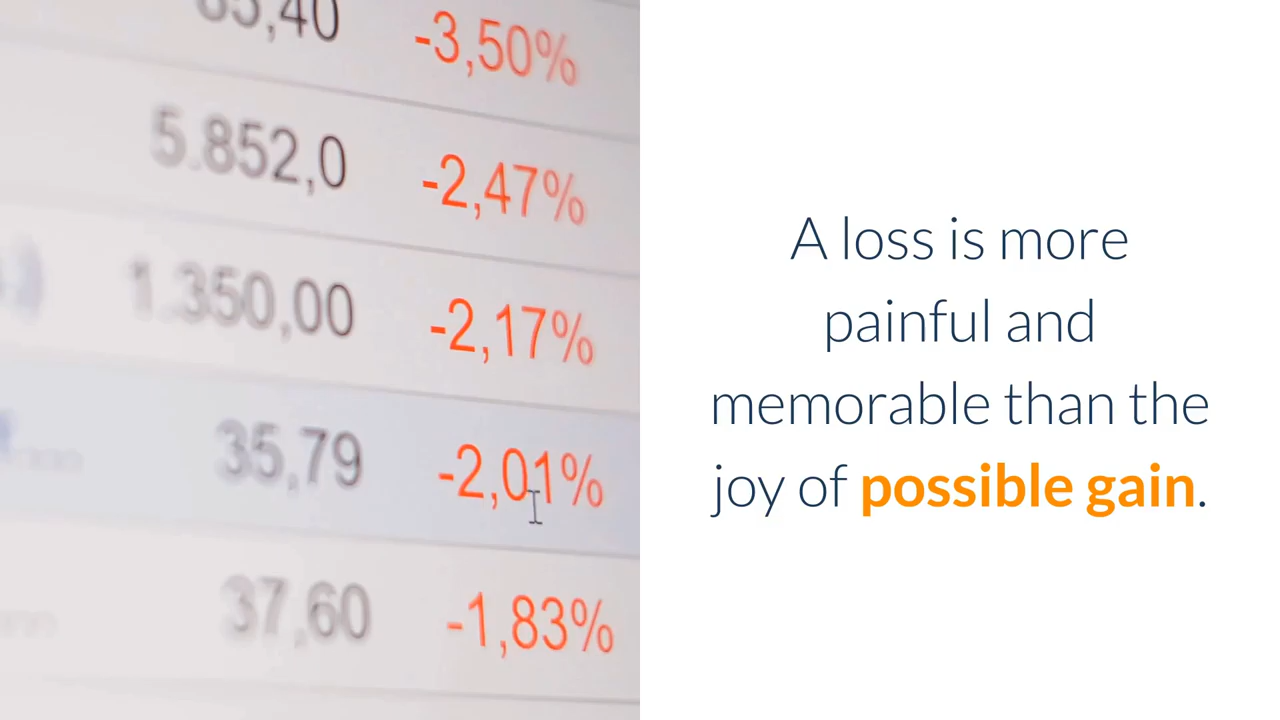 -3,50%
5.852,0 -2,47%
1.350,00 -2,17%
35,79 -2,01%
37,60 -1,83%
A loss is more
painful and
memorable than the
joy of possible gain.